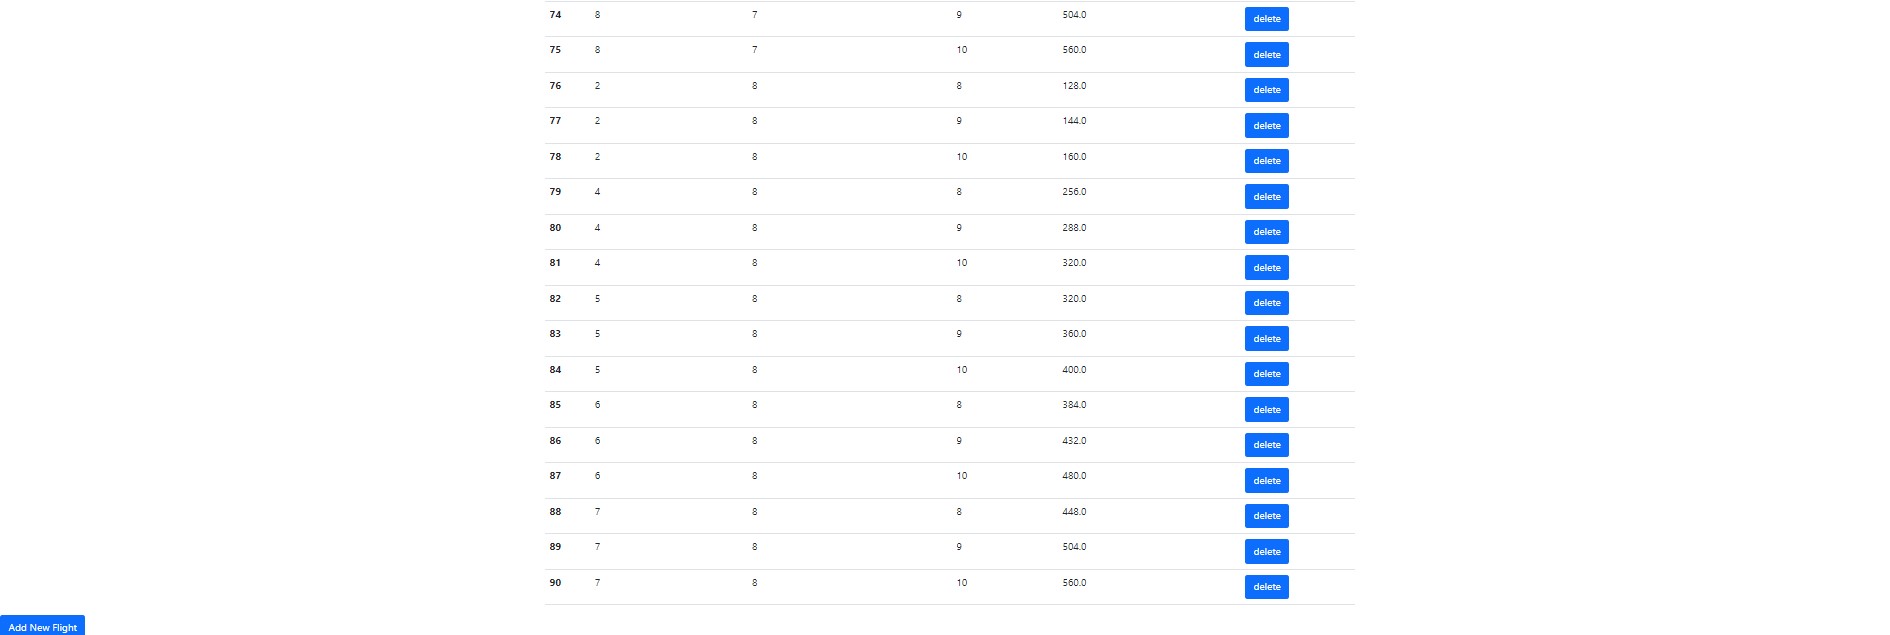 74 8 7 9 504.0 delete
75 8 7 10 560.0 delete
76 2 8 8 128.0 delete
77 2 8 9 144.0 delete
78 2 8 10 160.0 delete
79 4 8 8 256.0 delete
80 4 8 9 288.0 delete
81 4 8 10 320.0 delete
82 5 8 8 320.0 delete
83 5 8 9 360.0 delete
84 5 8 10 400.0 delete
85 6 8 8 384.0 delete
86 6 8 9 432.0 delete
87 6 8 10 480.0 delete
88 7 8 8 448.0 delete
89 7 8 9 504.0 delete
90 7 8 10 560.0 delete
Add New Flight